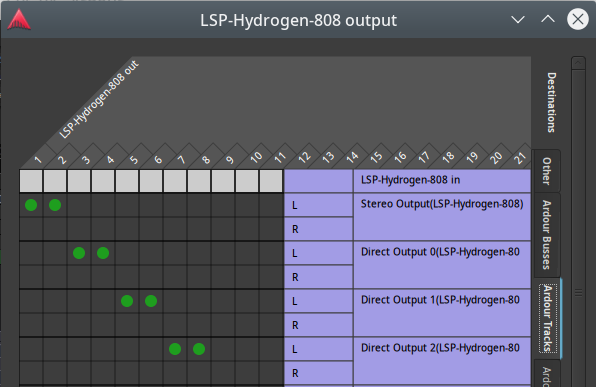 LSP-Hydrogen-808 output
LSP-Hydrogen-808 out
Destinations
1 2 3 4 5 6 7 8 9 10 11 12 13 14 15 16 17 18 19 20 21
LSP-Hydrogen-808 in
L Stereo Output(LSP-Hydrogen-808)
R
L Direct Output 0(LSP-Hydrogen-80
R
L Direct Output 1(LSP-Hydrogen-80
R
L Direct Output 2(LSP-Hydrogen-80
R
Other
Ardour Busses
Ardour Tracks